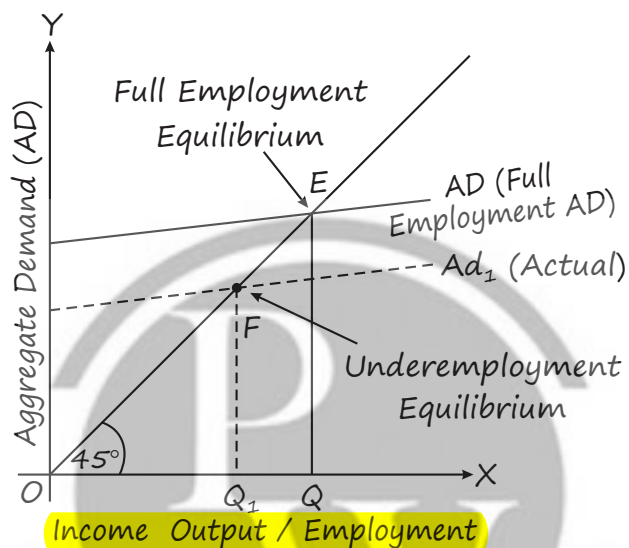 Y
Full Employment
Equilibrium
E
AD (Full
Employment AD)
Ad₁ (Actual)
F
Underemployment
Equilibrium
Aggregate Demand (AD)
45°
O
Q₁
Q
X
Income Output / Employment
PW